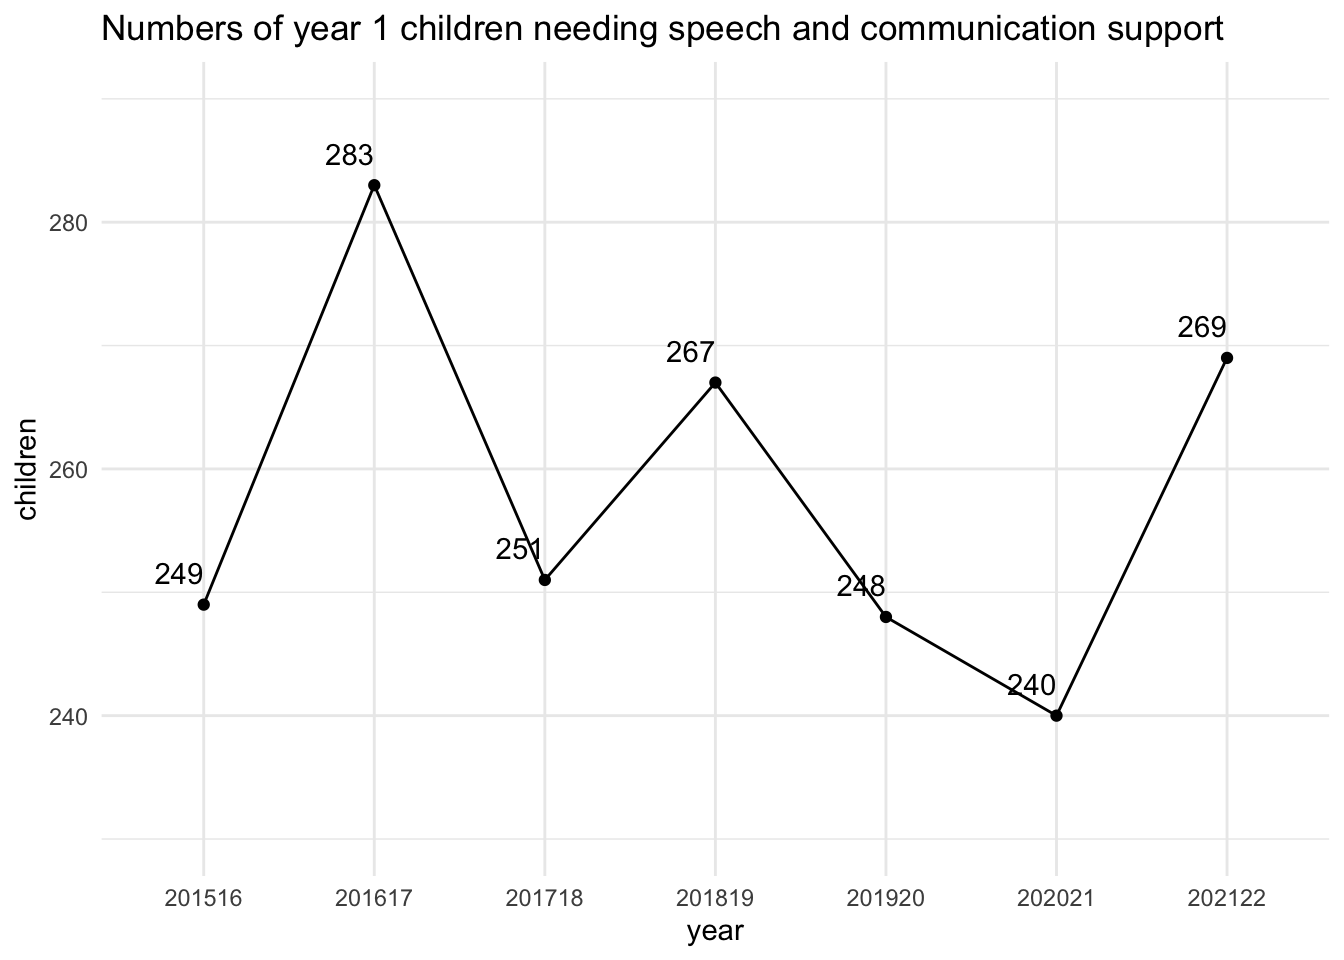 Numbers of year 1 children needing speech and communication support
283
280
269
267
children
260
251
249
248
240
240
201516 201617 201718 201819 201920 202021 202122
year